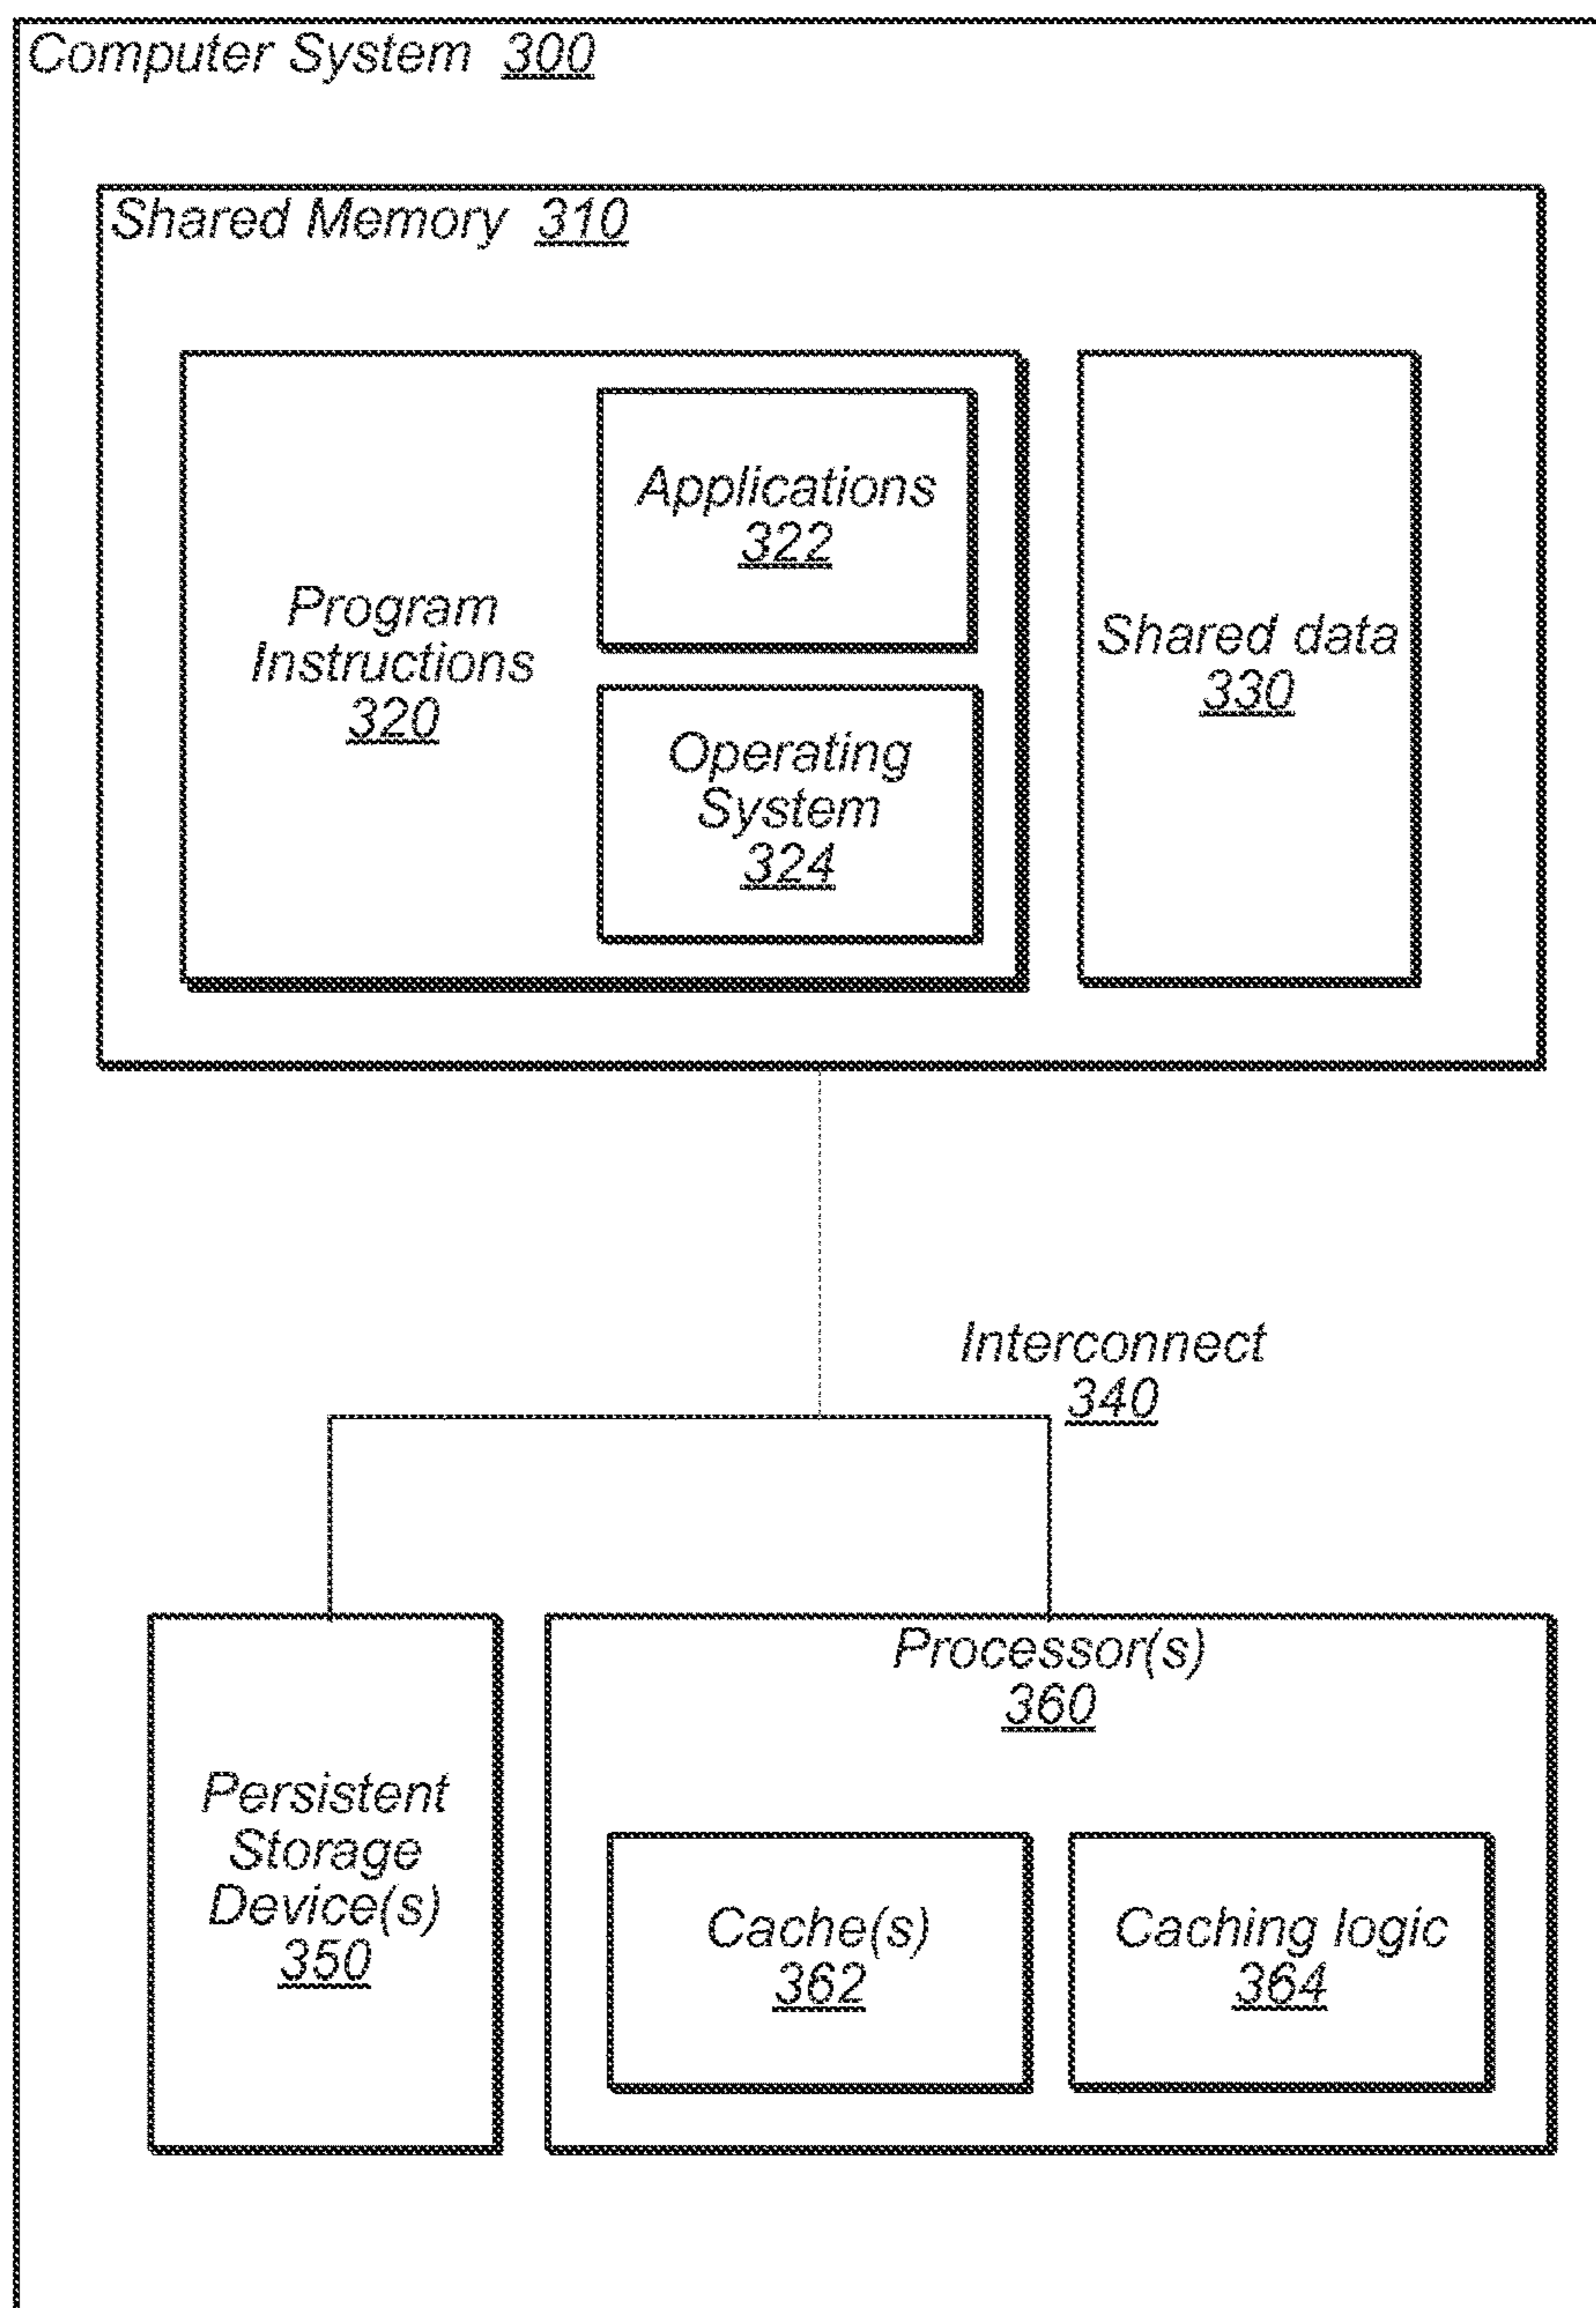 Computer System 300
Shared Memory 310
Applications
322
Program
Instructions
320
Operating
System
324
Shared data
330
Interconnect
340
Persistent
Storage
Device(s)
350
Processor(s)
360
Cache(s)
362
Caching logic
364